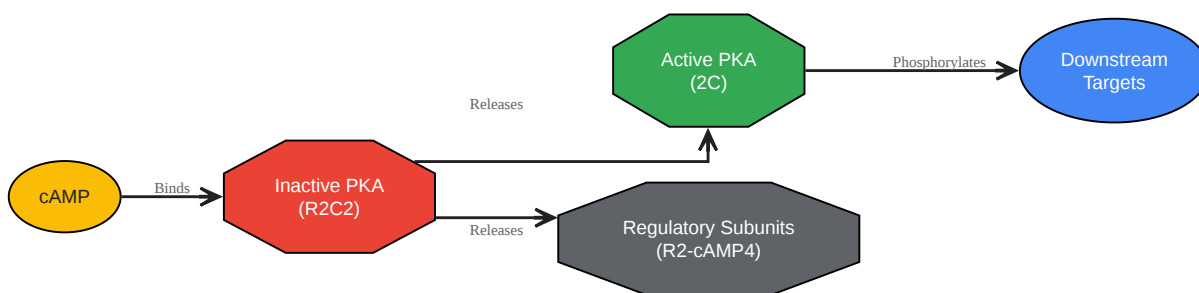 cAMP
Binds
Inactive PKA
(R2C2)
Releases
Active PKA
(2C)
Phosphorylates
Downstream
Targets
Releases
Regulatory Subunits
(R2-cAMP4)